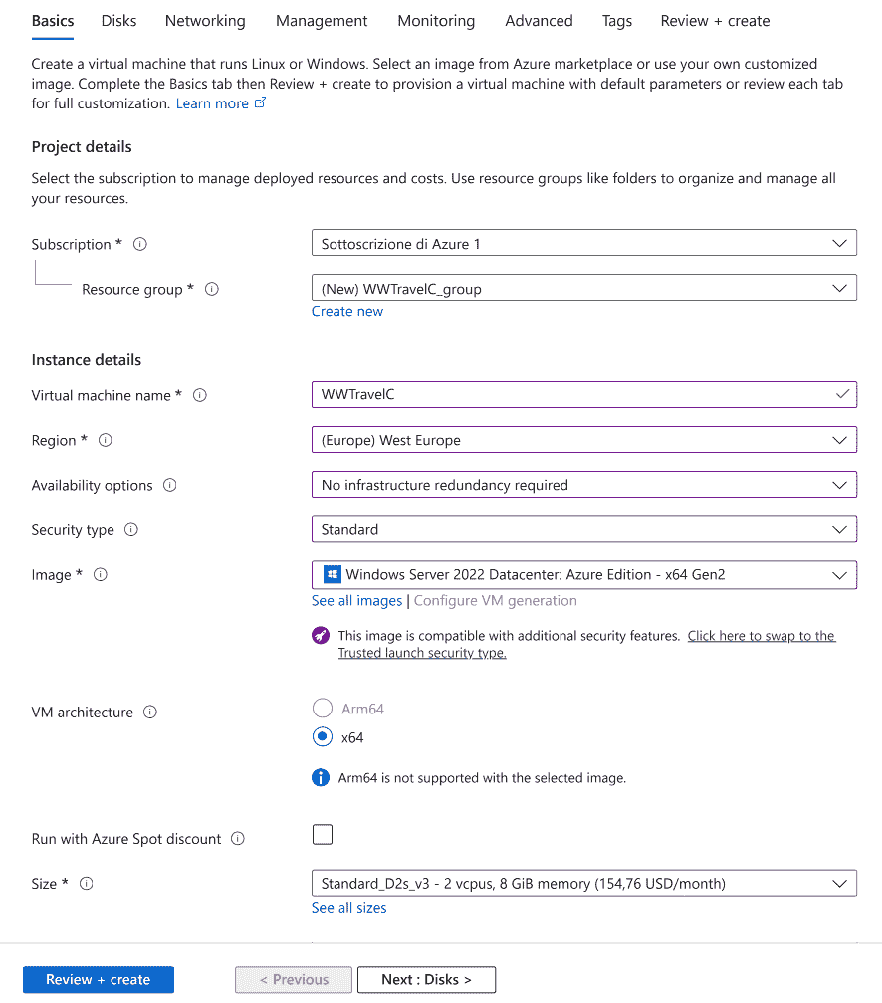 Basics Disks Networking Management Monitoring Advanced Tags Review + create
Create a virtual machine that runs Linux or Windows. Select an image from Azure marketplace or use your own customized
image. Complete the Basics tab then Review + create to provision a virtual machine with default parameters or review each tab
for full customization. Learn more
Project details
Select the subscription to manage deployed resources and costs. Use resource groups like folders to organize and manage all
your resources.
Subscription * Sottoscrizione di Azure 1
Resource group * (New) WWTravelC_group
Create new
Instance details
Virtual machine name * WWTravelC
Region * (Europe) West Europe
Availability options No infrastructure redundancy required
Security type Standard
Image * Windows Server 2022 Datacenter: Azure Edition - x64 Gen2
See all images | Configure VM generation
This image is compatible with additional security features. Click here to swap to the
Trusted launch security type.
VM architecture Arm64
x64
Arm64 is not supported with the selected image.
Run with Azure Spot discount
Size * Standard_D2s_v3 - 2 vcpus, 8 GiB memory (154,76 USD/month)
See all sizes
Review + create < Previous Next : Disks >